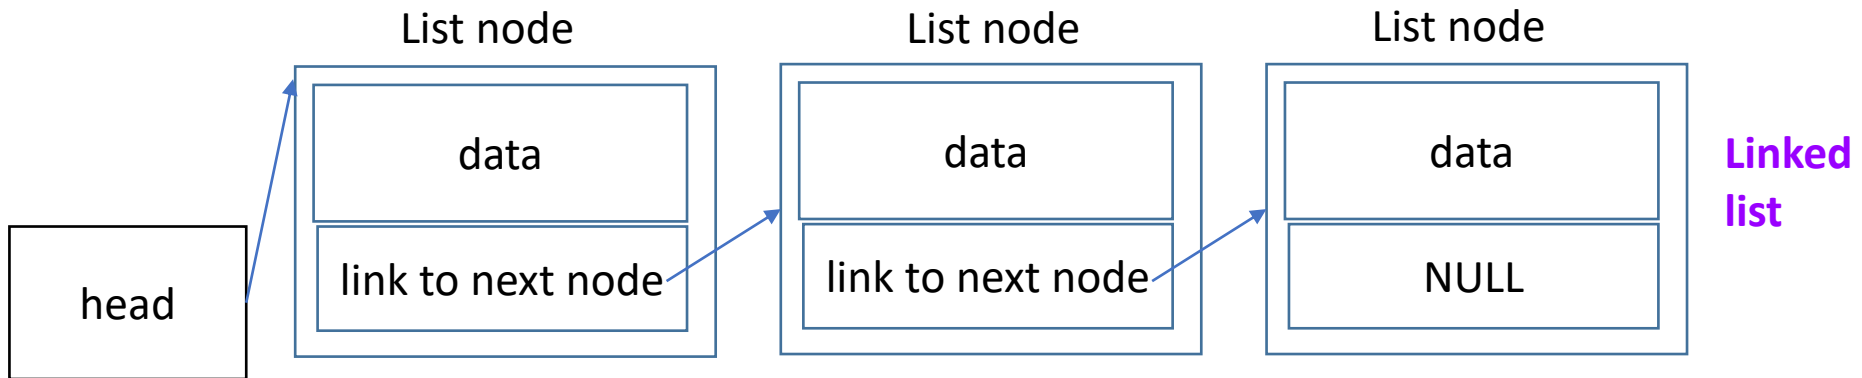 List node
List node
List node
data
data
data
Linked
list
link to next node
link to next node
NULL
head